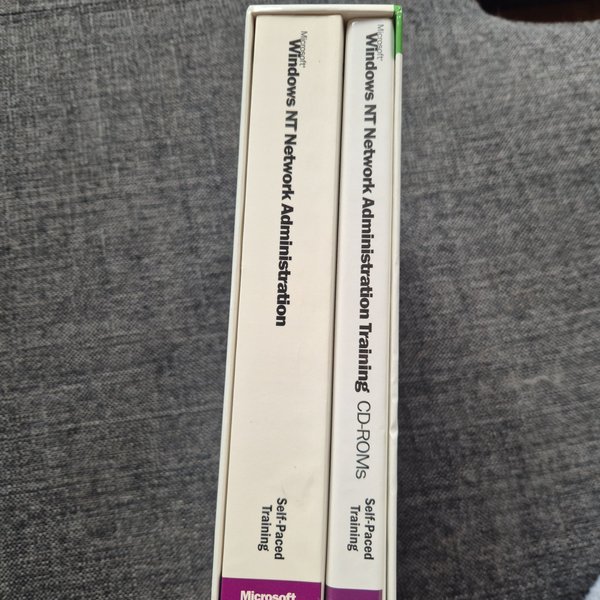 Microsoft®
Windows NT Network Administration
Self-Paced
Training
Microsoft
Microsoft®
Windows NT Network Administration Training CD-ROMs
Self-Paced
Training